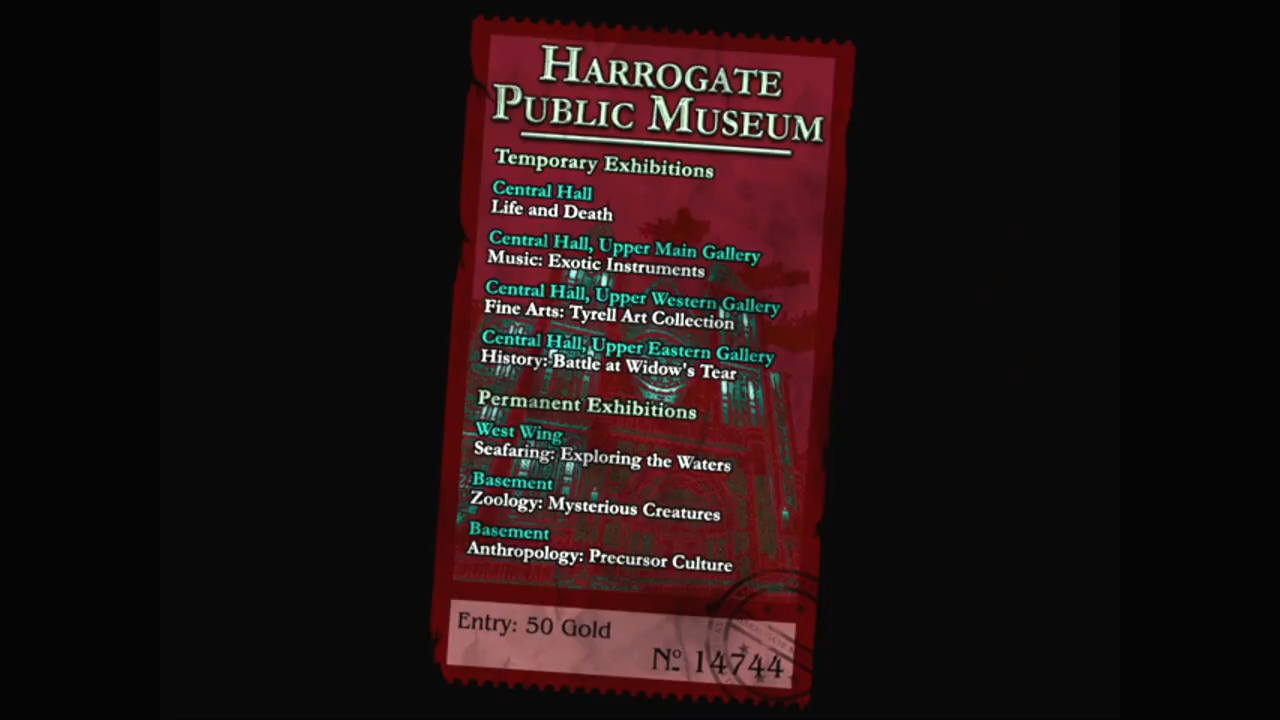 HARROGATE
PUBLIC MUSEUM
Temporary Exhibitions
Central Hall
Life and Death
Central Hall, Upper Main Gallery
Music: Exotic Instruments
Central Hall, Upper Western Gallery
Fine Arts: Tyrell Art Collection
Central Hall, Upper Eastern Gallery
History: Battle at Widow's Tear
Permanent Exhibitions
West Wing
Seafaring: Exploring the Waters
Basement
Zoology: Mysterious Creatures
Basement
Anthropology: Precursor Culture
Entry: 50 Gold
Nº 14744